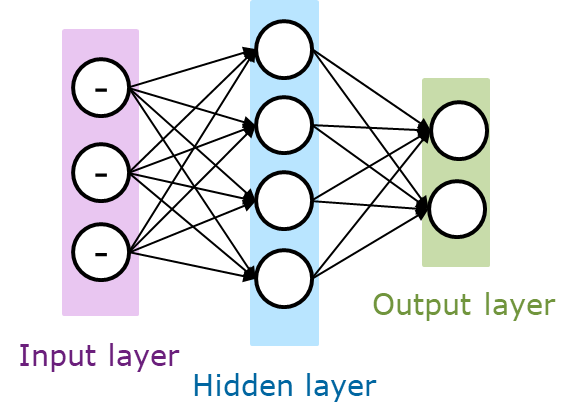 -
-
-
Output layer
Input layer
Hidden layer